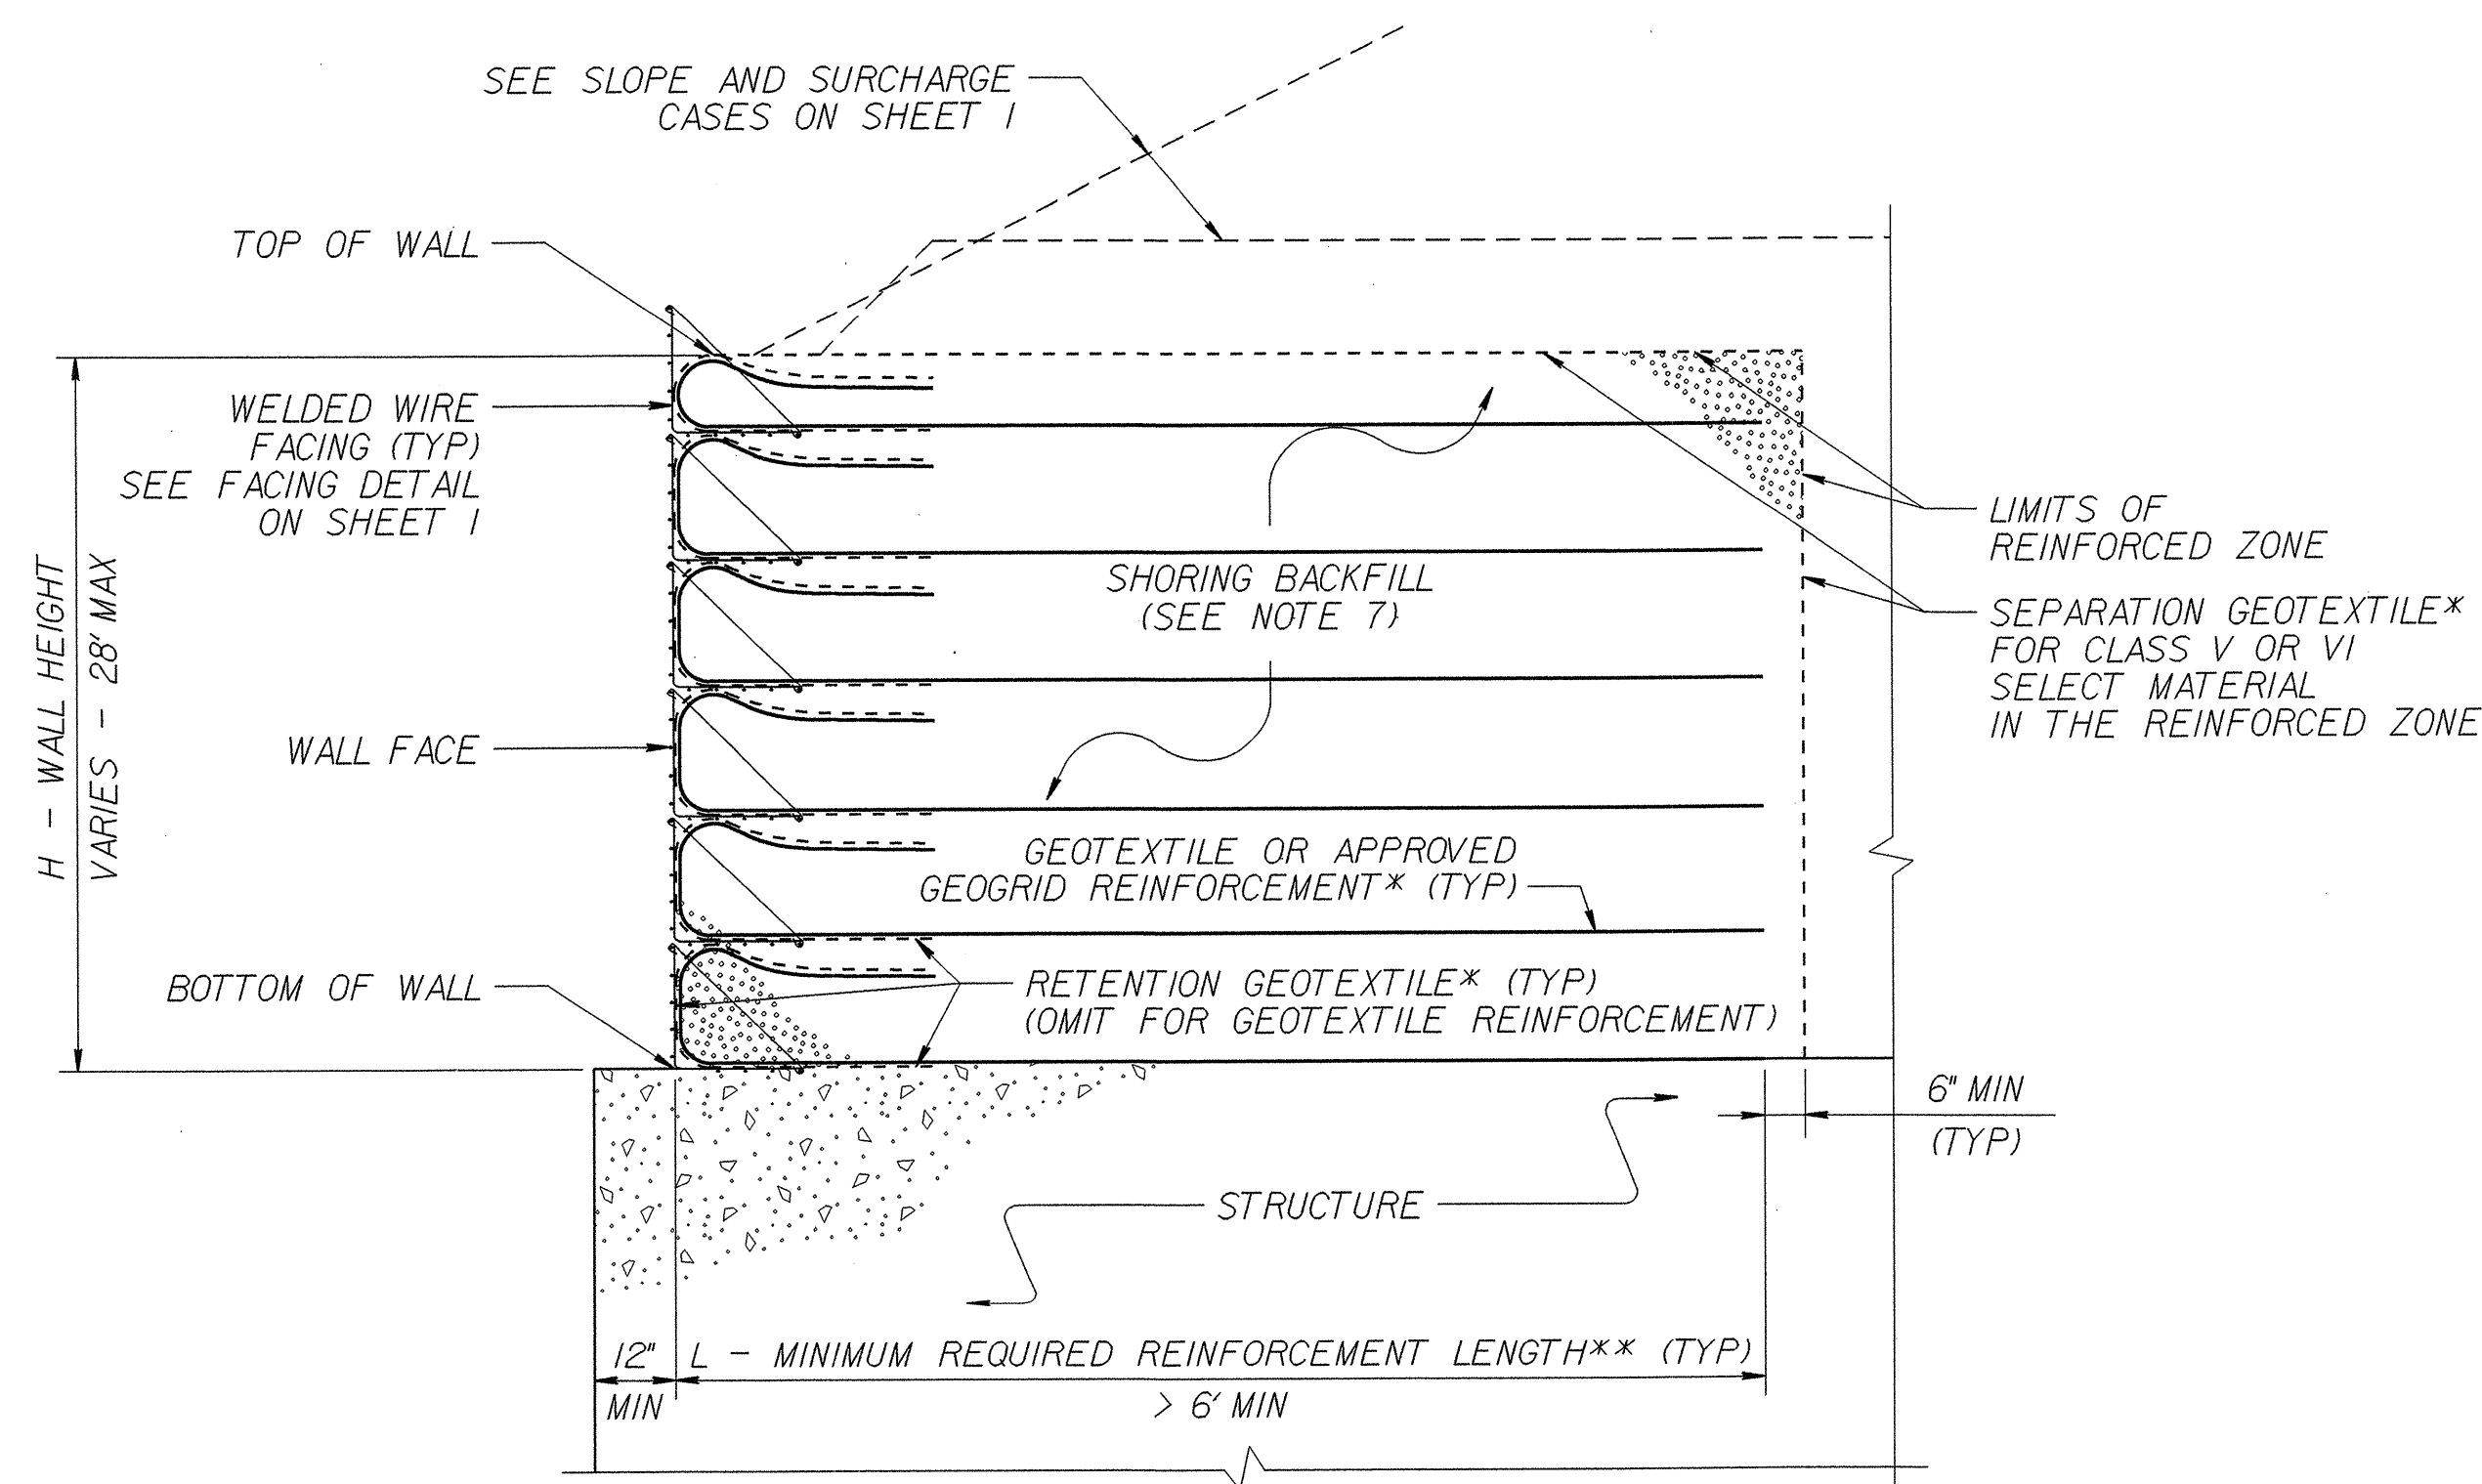 SEE SLOPE AND SURCHARGE
CASES ON SHEET 1
TOP OF WALL
WELDED WIRE
FACING (TYP)
SEE FACING DETAIL
ON SHEET 1
H - WALL HEIGHT
VARIES - 28' MAX
LIMITS OF
REINFORCED ZONE
SHORING BACKFILL
(SEE NOTE 7)
SEPARATION GEOTEXTILE*
FOR CLASS V OR VI
SELECT MATERIAL
IN THE REINFORCED ZONE
WALL FACE
GEOTEXTILE OR APPROVED
GEOGRID REINFORCEMENT* (TYP)
BOTTOM OF WALL
RETENTION GEOTEXTILE* (TYP)
(OMIT FOR GEOTEXTILE REINFORCEMENT)
6" MIN
(TYP)
STRUCTURE
12"
MIN
L - MINIMUM REQUIRED REINFORCEMENT LENGTH** (TYP)
> 6' MIN